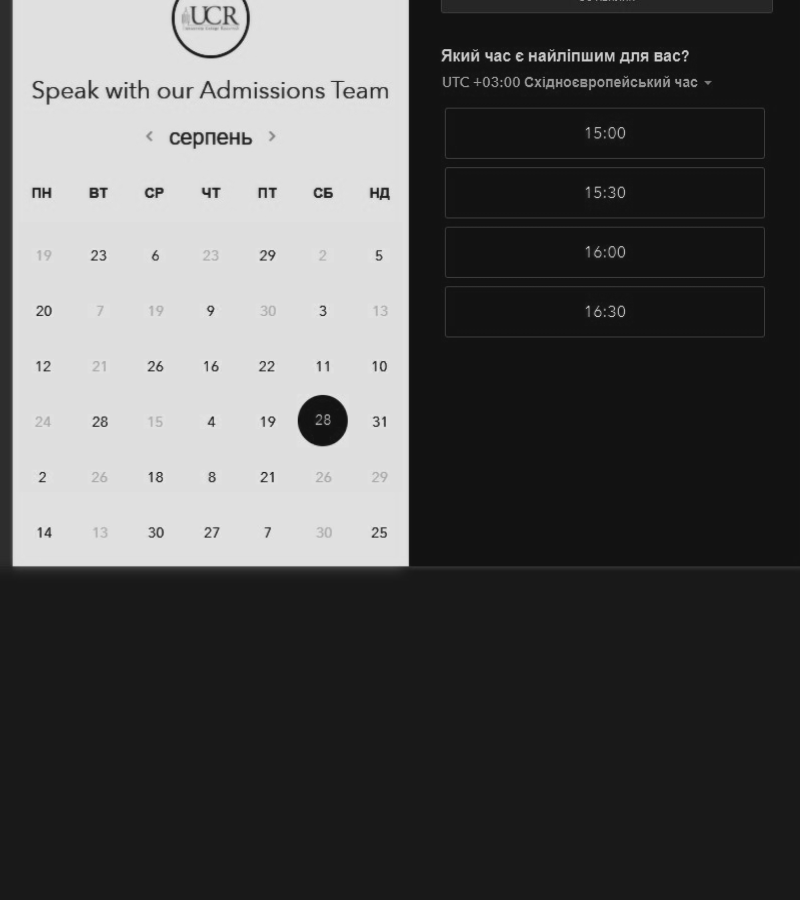 UCR
Speak with our Admissions Team
серпень
ПН ВТ СР ЧТ ПТ СБ НД
19 23 6 23 29 2 5
20 7 19 9 30 3 13
12 21 26 16 22 11 10
24 28 15 4 19 28 31
2 26 18 8 21 26 29
14 13 30 27 7 30 25
Який час є найліпшим для вас?
UTC +03:00 Східноєвропейський час
15:00
15:30
16:00
16:30